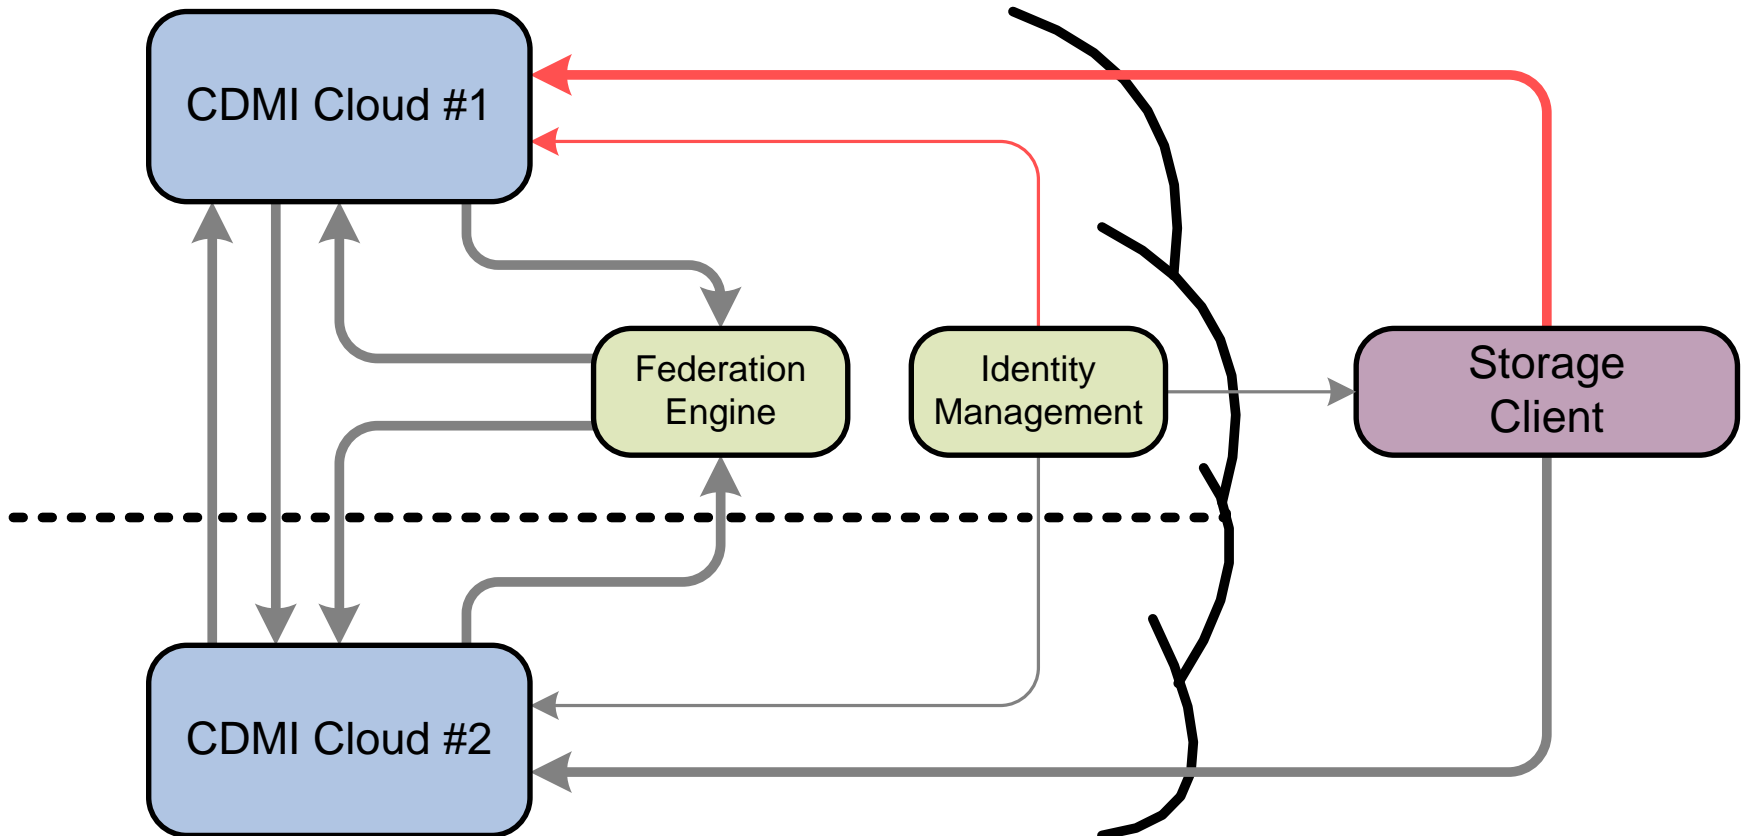 CDMI Cloud #1
Federation
Engine
Identity
Management
Storage
Client
CDMI Cloud #2